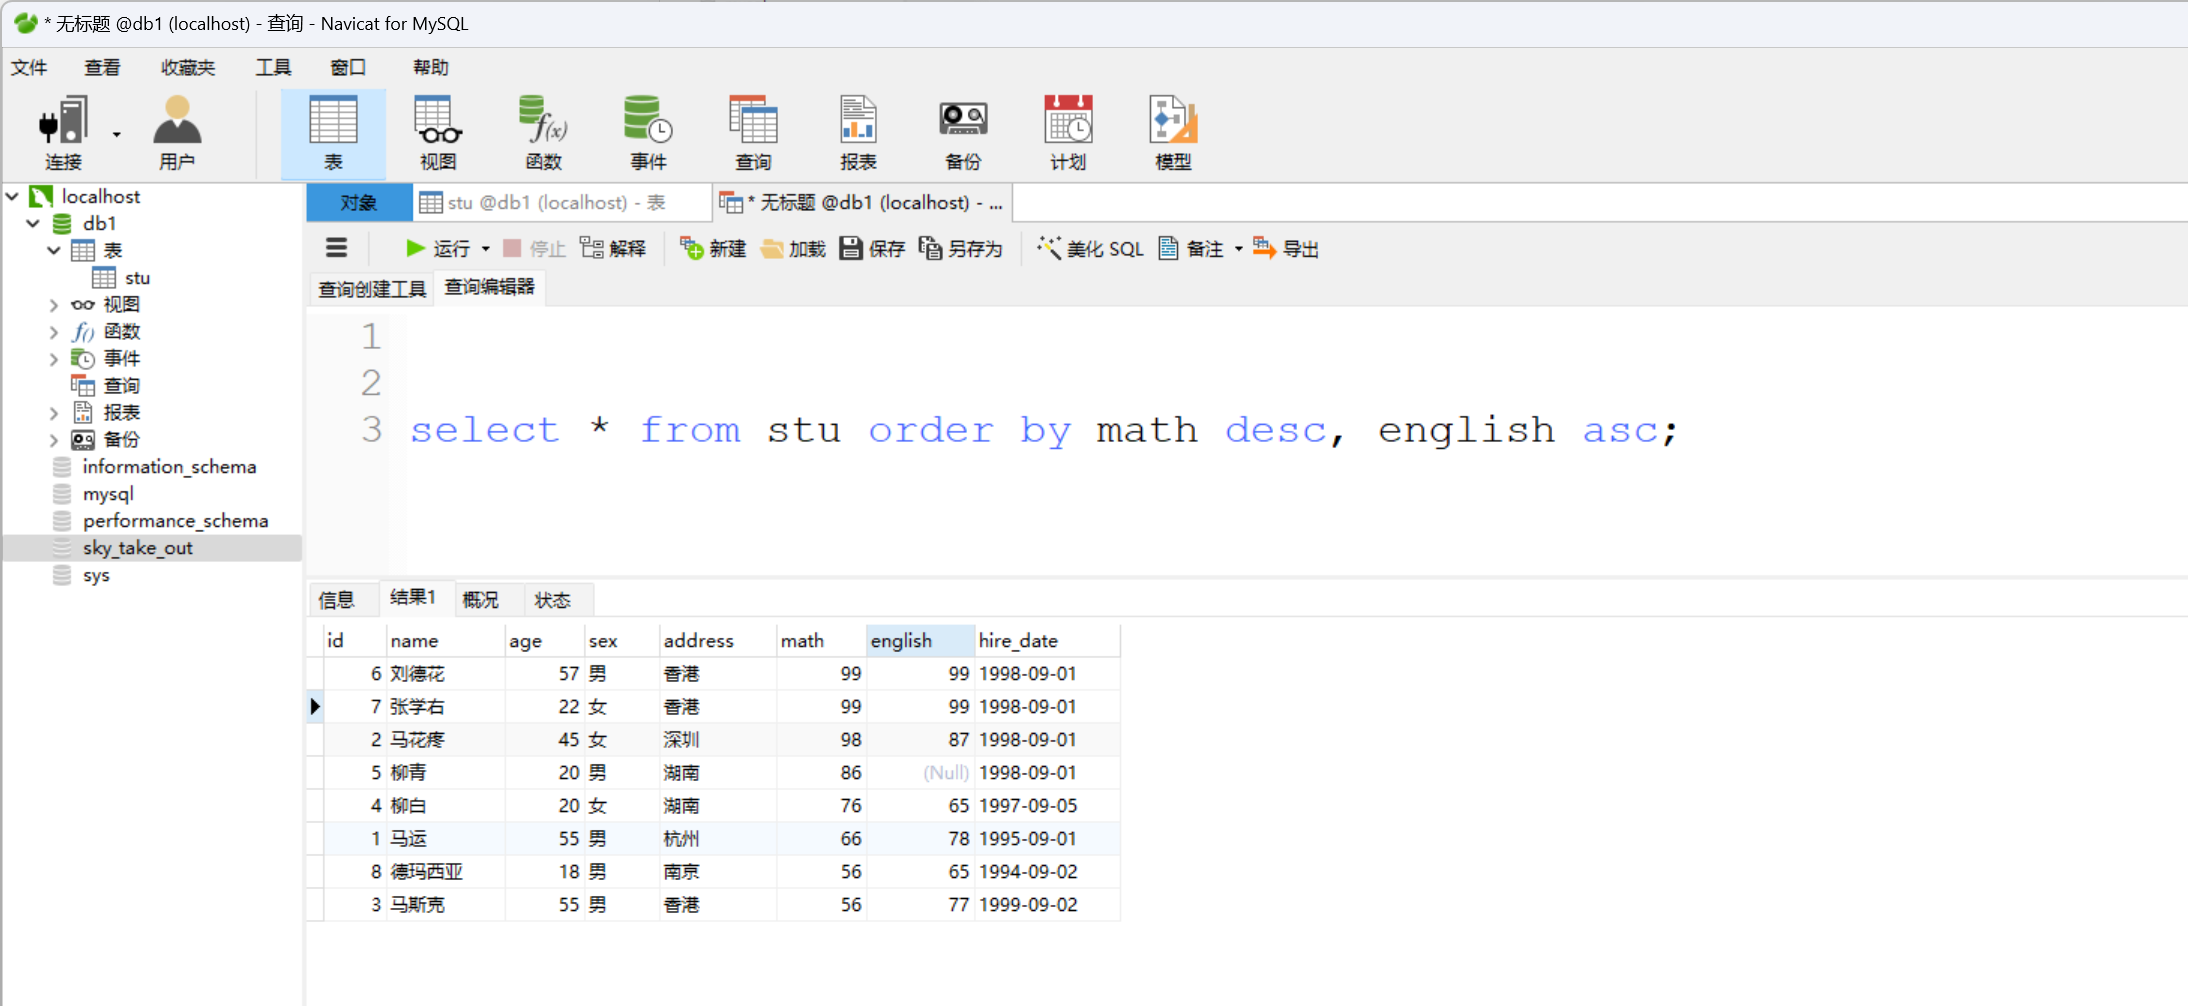 * 无标题 @db1 (localhost) - 查询 - Navicat for MySQL
文件 查看 收藏夹 工具 窗口 帮助
连接 用户 表 视图 函数 事件 查询 报表 备份 计划 模型
localhost
db1
表
stu
视图
函数
事件
查询
报表
备份
information_schema
mysql
performance_schema
sky_take_out
sys
对象 stu @db1 (localhost) - 表 * 无标题 @db1 (localhost) - ...
运行 停止 解释 新建 加载 保存 另存为 美化 SQL 备注 导出
查询创建工具 查询编辑器
1
2
3 select * from stu order by math desc, english asc;
信息 结果1 概况 状态
id name age sex address math english hire_date
6 刘德花 57 男 香港 99 99 1998-09-01
7 张学右 22 女 香港 99 99 1998-09-01
2 马花疼 45 女 深圳 98 87 1998-09-01
5 柳青 20 男 湖南 86 (Null) 1998-09-01
4 柳白 20 女 湖南 76 65 1997-09-05
1 马运 55 男 杭州 66 78 1995-09-01
8 德玛西亚 18 男 南京 56 65 1994-09-02
3 马斯克 55 男 香港 56 77 1999-09-02